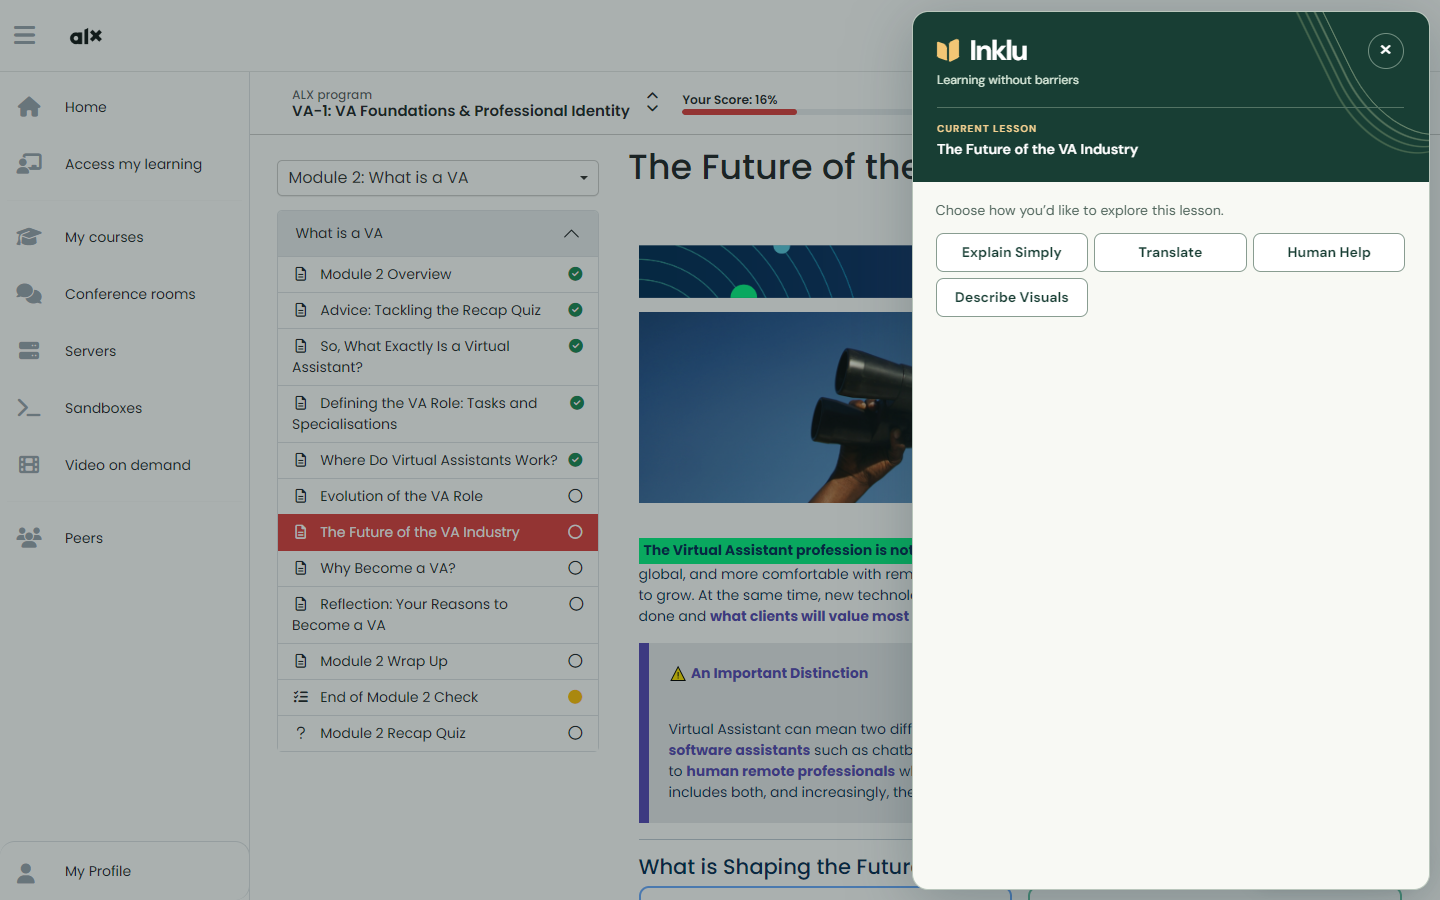 alx
Home
Access my learning
My courses
Conference rooms
Servers
Sandboxes
Video on demand
Peers
My Profile
ALX program
VA-1: VA Foundations & Professional Identity
Your Score: 16%
Module 2: What is a VA
What is a VA
Module 2 Overview
Advice: Tackling the Recap Quiz
So, What Exactly Is a Virtual
Assistant?
Defining the VA Role: Tasks and
Specialisations
Where Do Virtual Assistants Work?
Evolution of the VA Role
The Future of the VA Industry
Why Become a VA?
Reflection: Your Reasons to
Become a VA
Module 2 Wrap Up
End of Module 2 Check
? Module 2 Recap Quiz
The Future of the
The Virtual Assistant profession is not
global, and more comfortable with rem
to grow. At the same time, new technol
done and what clients will value most
An Important Distinction
Virtual Assistant can mean two diff
software assistants such as chatb
to human remote professionals w
includes both, and increasingly, the
What is Shaping the Futur
Inklu
Learning without barriers
CURRENT LESSON
The Future of the VA Industry
Choose how you'd like to explore this lesson.
Explain Simply
Translate
Human Help
Describe Visuals